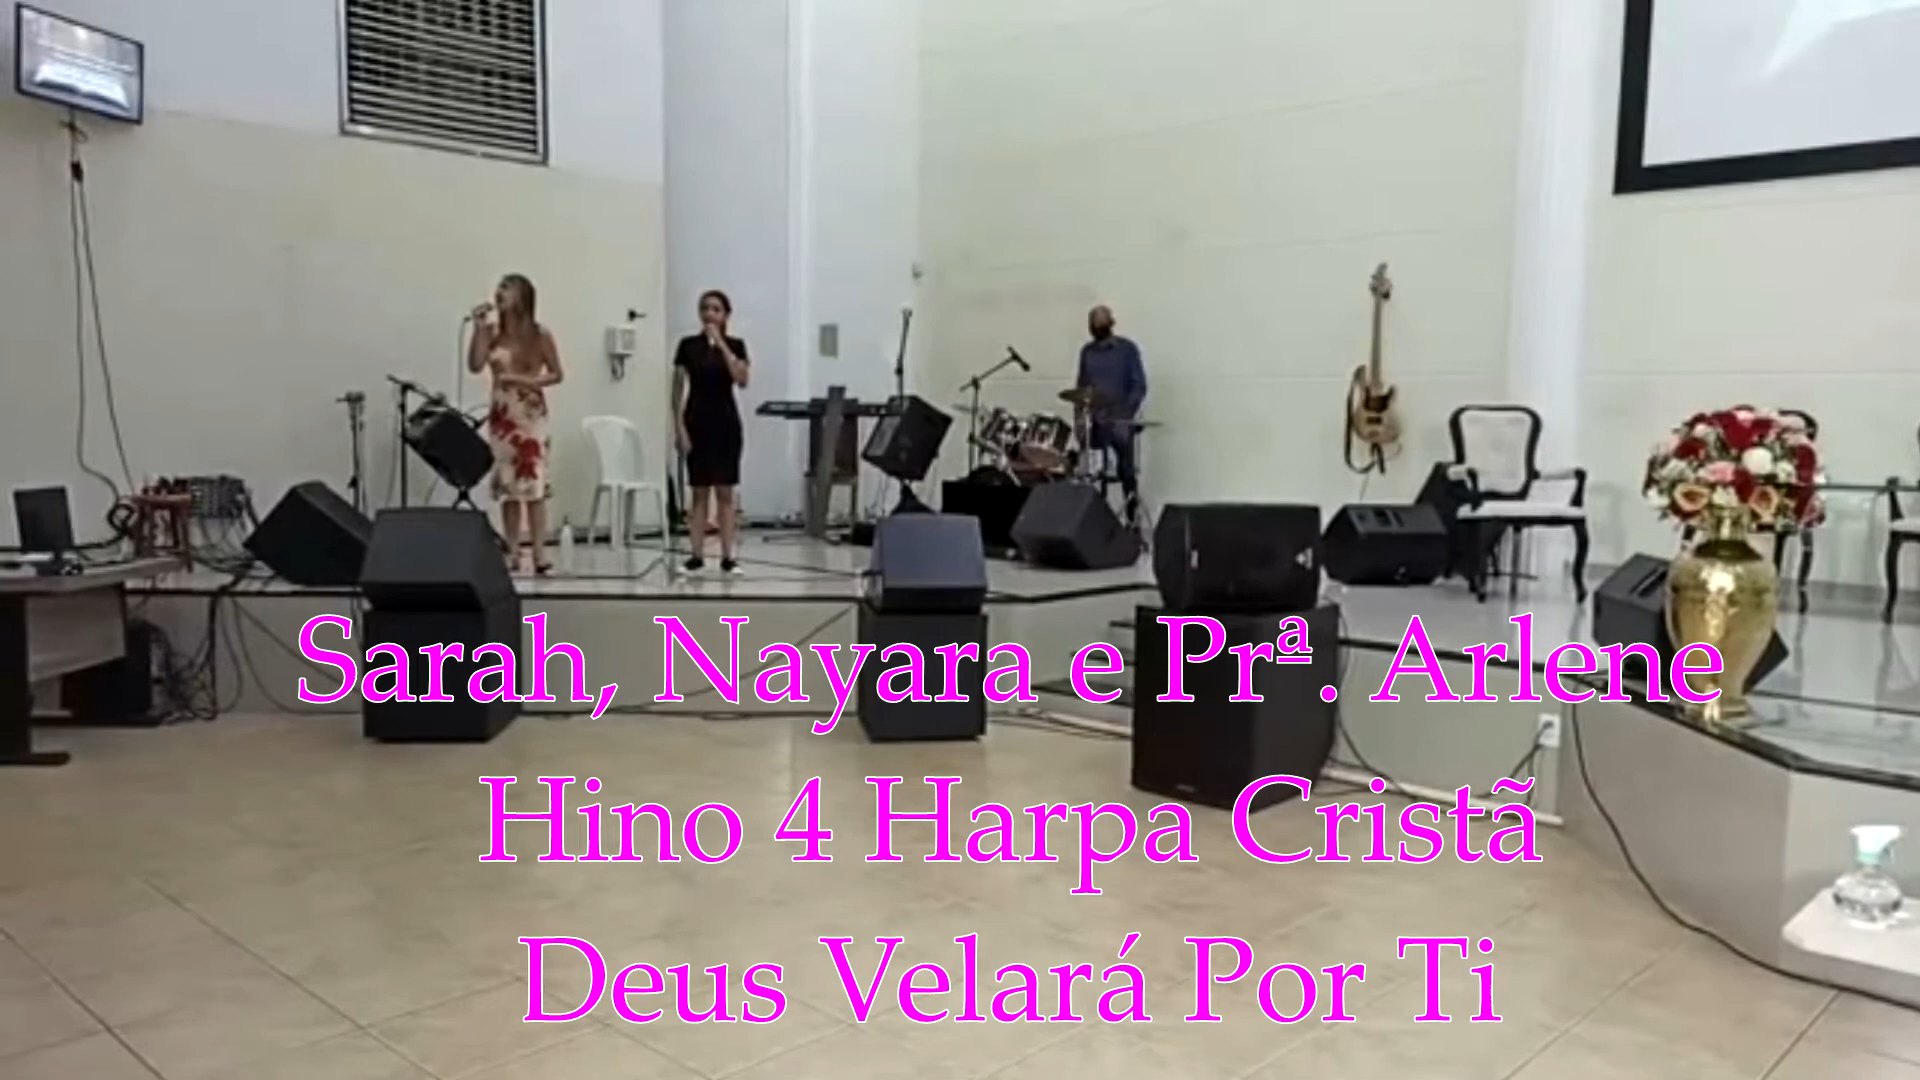 Sarah, Nayara e Prª. Arlene
Hino 4 Harpa Cristã
Deus Velará Por Ti